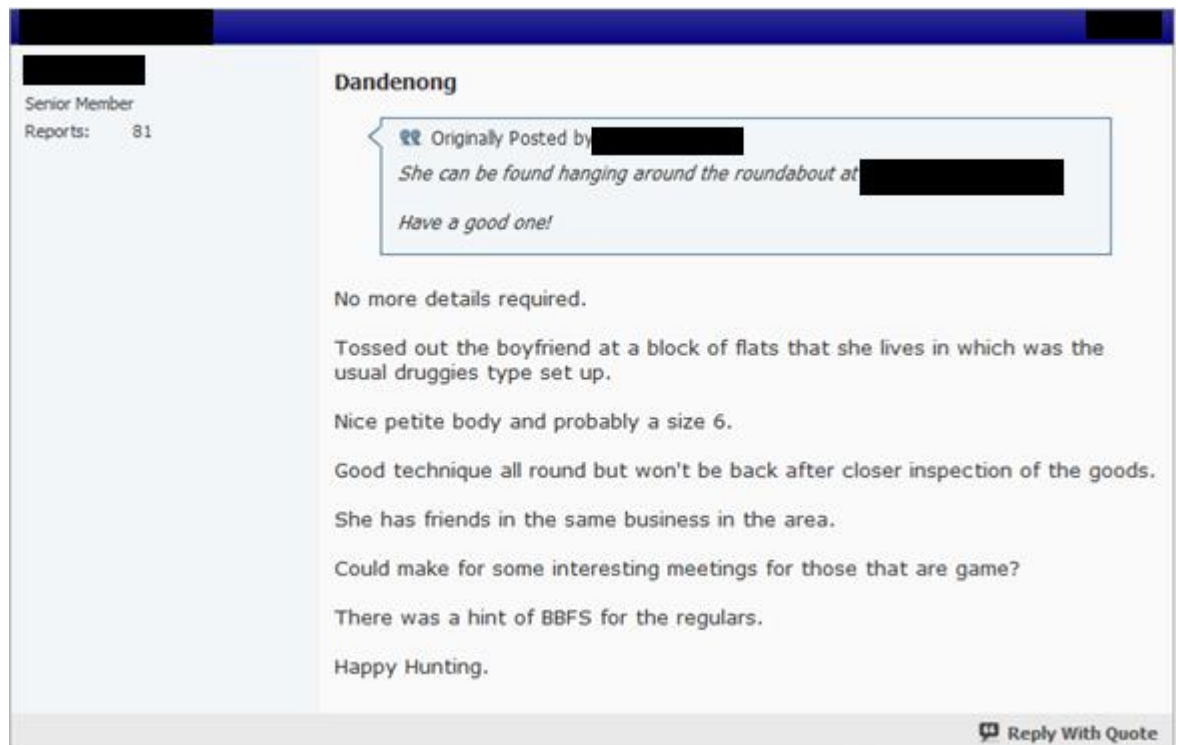 Senior Member
Reports: 81
Dandenong
Originally Posted by
She can be found hanging around the roundabout at
Have a good one!
No more details required.
Tossed out the boyfriend at a block of flats that she lives in which was the
usual druggies type set up.
Nice petite body and probably a size 6.
Good technique all round but won't be back after closer inspection of the goods.
She has friends in the same business in the area.
Could make for some interesting meetings for those that are game?
There was a hint of BBFS for the regulars.
Happy Hunting.
Reply With Quote